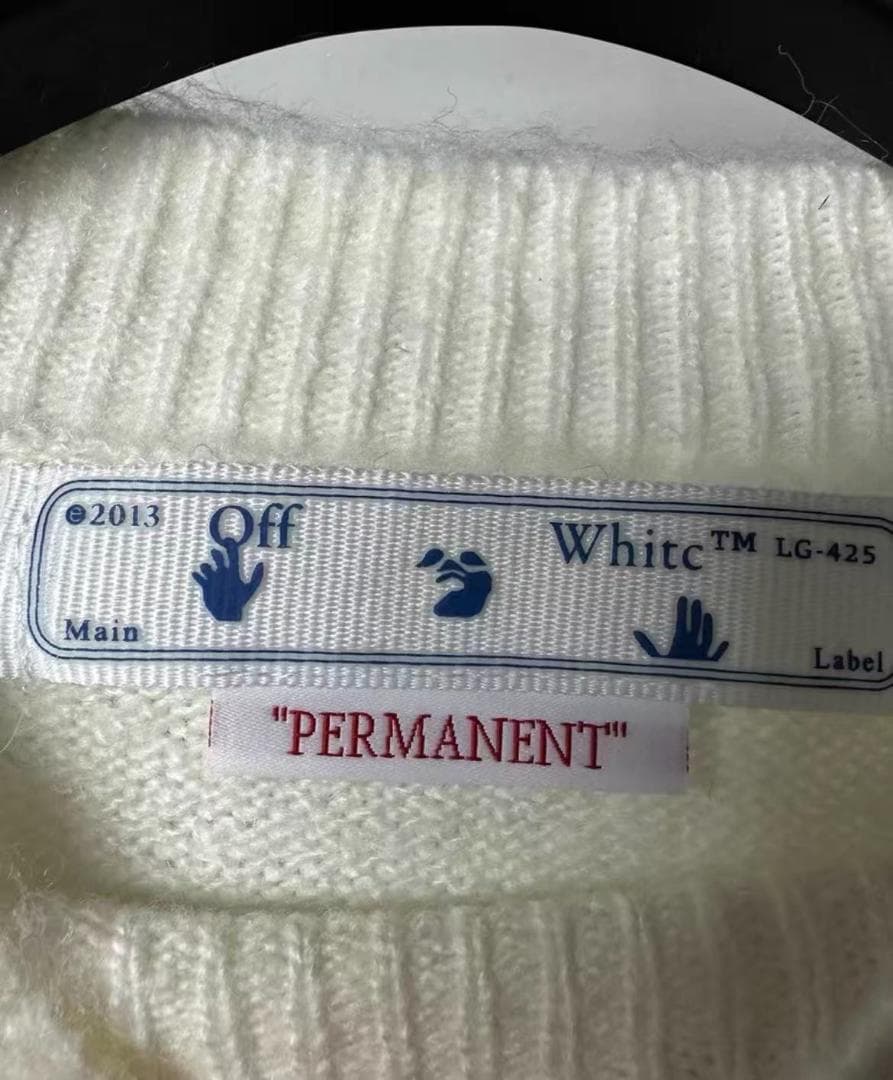 ©2013 Off Whitc™ LG-425
Main Label
"PERMANENT"